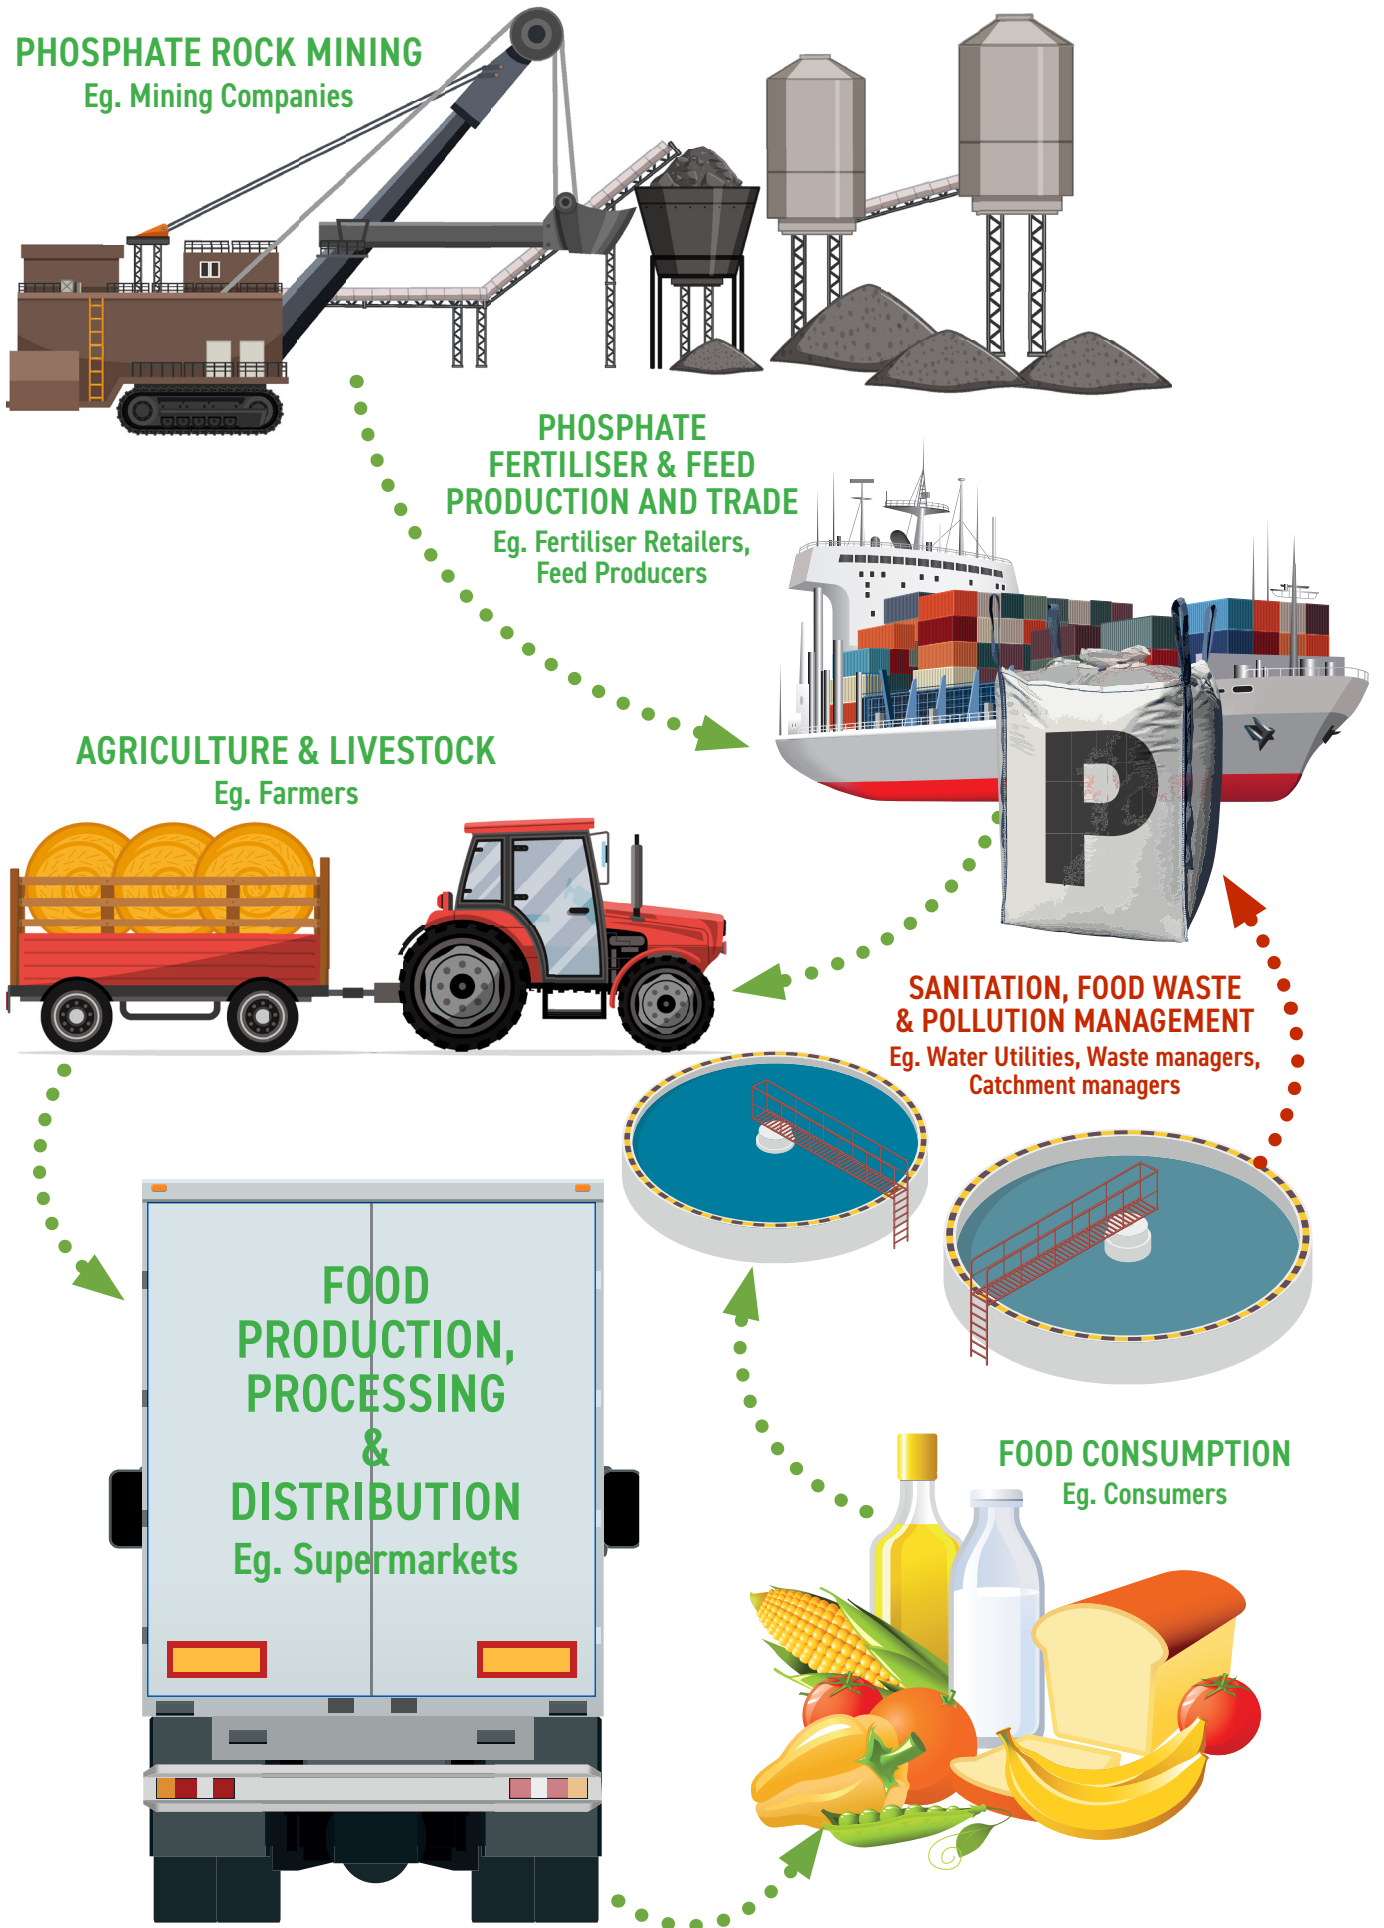 PHOSPHATE ROCK MINING
Eg. Mining Companies
PHOSPHATE
FERTILISER & FEED
PRODUCTION AND TRADE
Eg. Fertiliser Retailers,
Feed Producers
P
AGRICULTURE & LIVESTOCK
Eg. Farmers
SANITATION, FOOD WASTE
& POLLUTION MANAGEMENT
Eg. Water Utilities, Waste managers,
Catchment managers
FOOD
PRODUCTION,
PROCESSING
&
DISTRIBUTION
Eg. Supermarkets
FOOD CONSUMPTION
Eg. Consumers